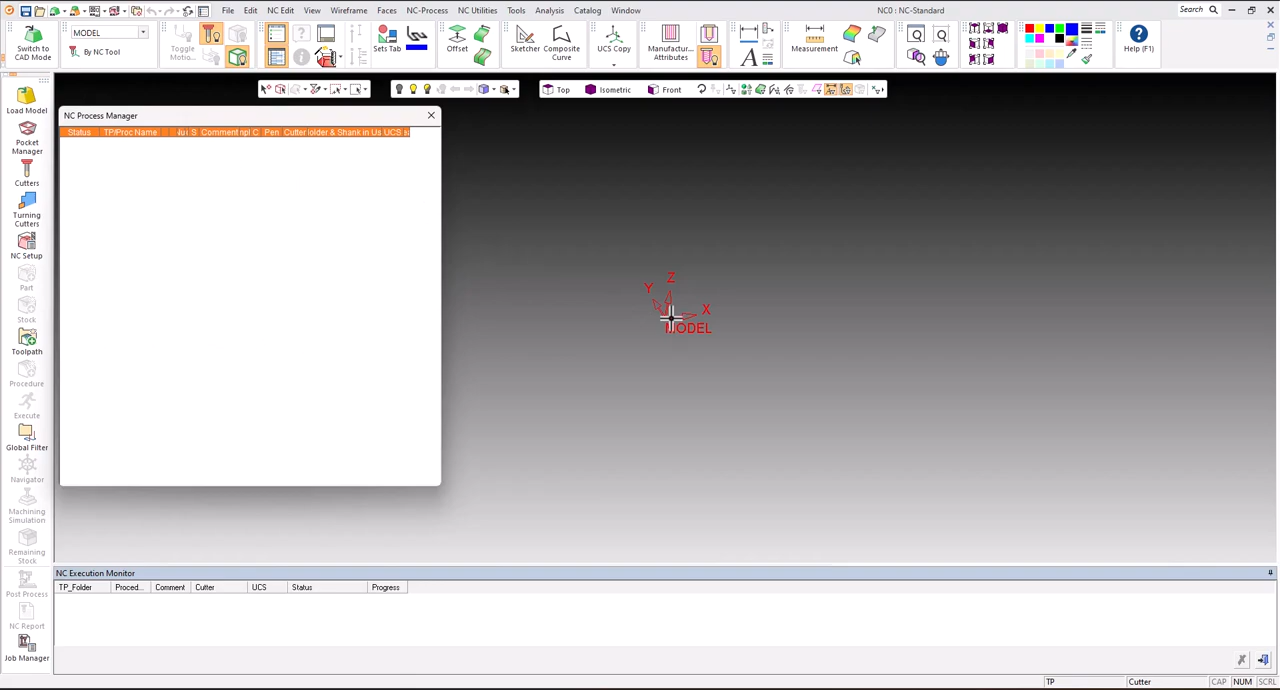 File Edit NC Edit View Wireframe Faces NC-Process NC Utilities Tools Analysis Catalog Window
NC0 : NC-Standard
Search
Switch to CAD Mode
MODEL
By NC Tool
Toggle Motio...
Sets Tab
Offset
Sketcher
Composite Curve
UCS Copy
Manufactur... Attributes
Measurement
Help (F1)
Top
Isometric
Front
Load Model
Pocket Manager
Cutters
Turning Cutters
NC Setup
Part
Stock
Toolpath
Procedure
Execute
Global Filter
Navigator
Machining Simulation
Remaining Stock
Post Process
NC Report
Job Manager
NC Process Manager
Status TP/Proc Name S Comment C Pen Cutter older & Shank in Us UCS
Z
Y
X
MODEL
NC Execution Monitor
TP_Folder Proced... Comment Cutter UCS Status Progress
TP Cutter CAP NUM SCRL